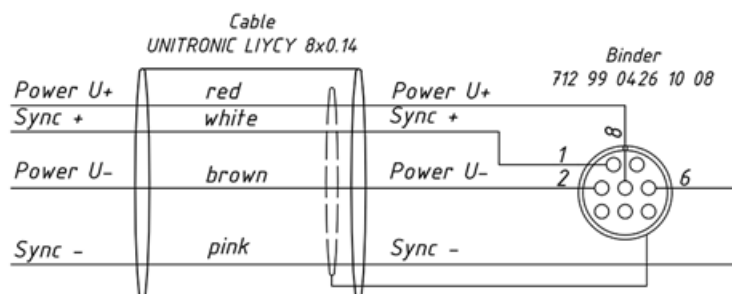 Cable
UNITRONIC LIYCY 8x0.14
Binder
712 99 0426 10 08
Power U+ red Power U+
Sync + white Sync +
8
1
Power U- brown Power U- 2 6
Sync - pink Sync -